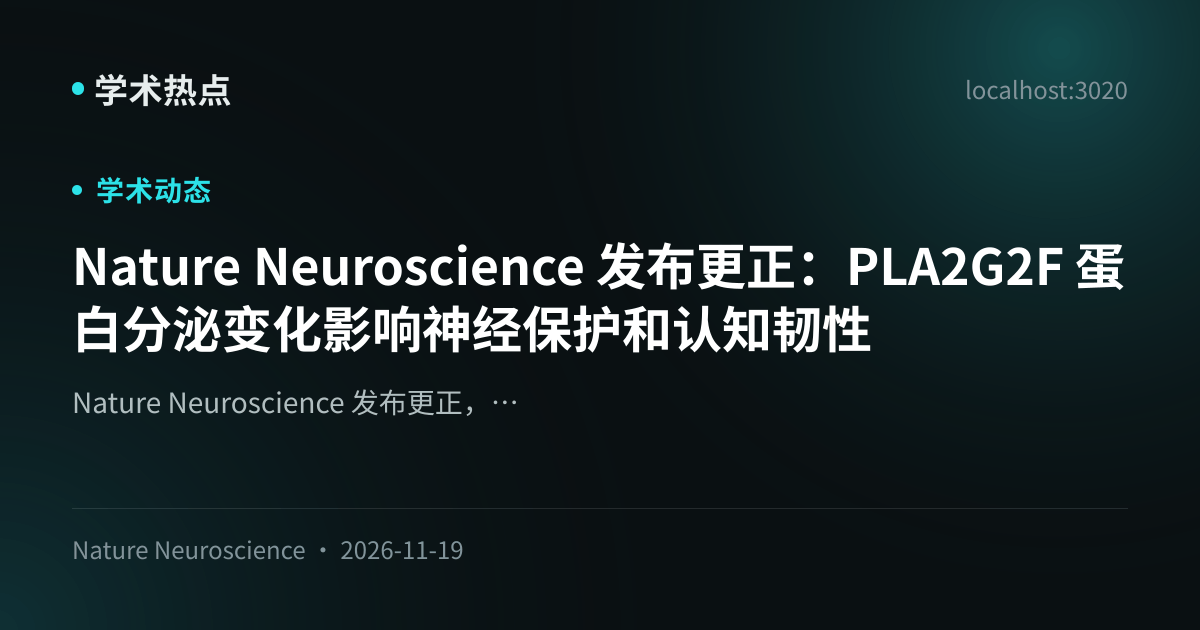 学术热点
localhost:3020
学术动态
Nature Neuroscience 发布更正：PLA2G2F 蛋
白分泌变化影响神经保护和认知韧性
Nature Neuroscience 发布更正，…
Nature Neuroscience · 2026-11-19